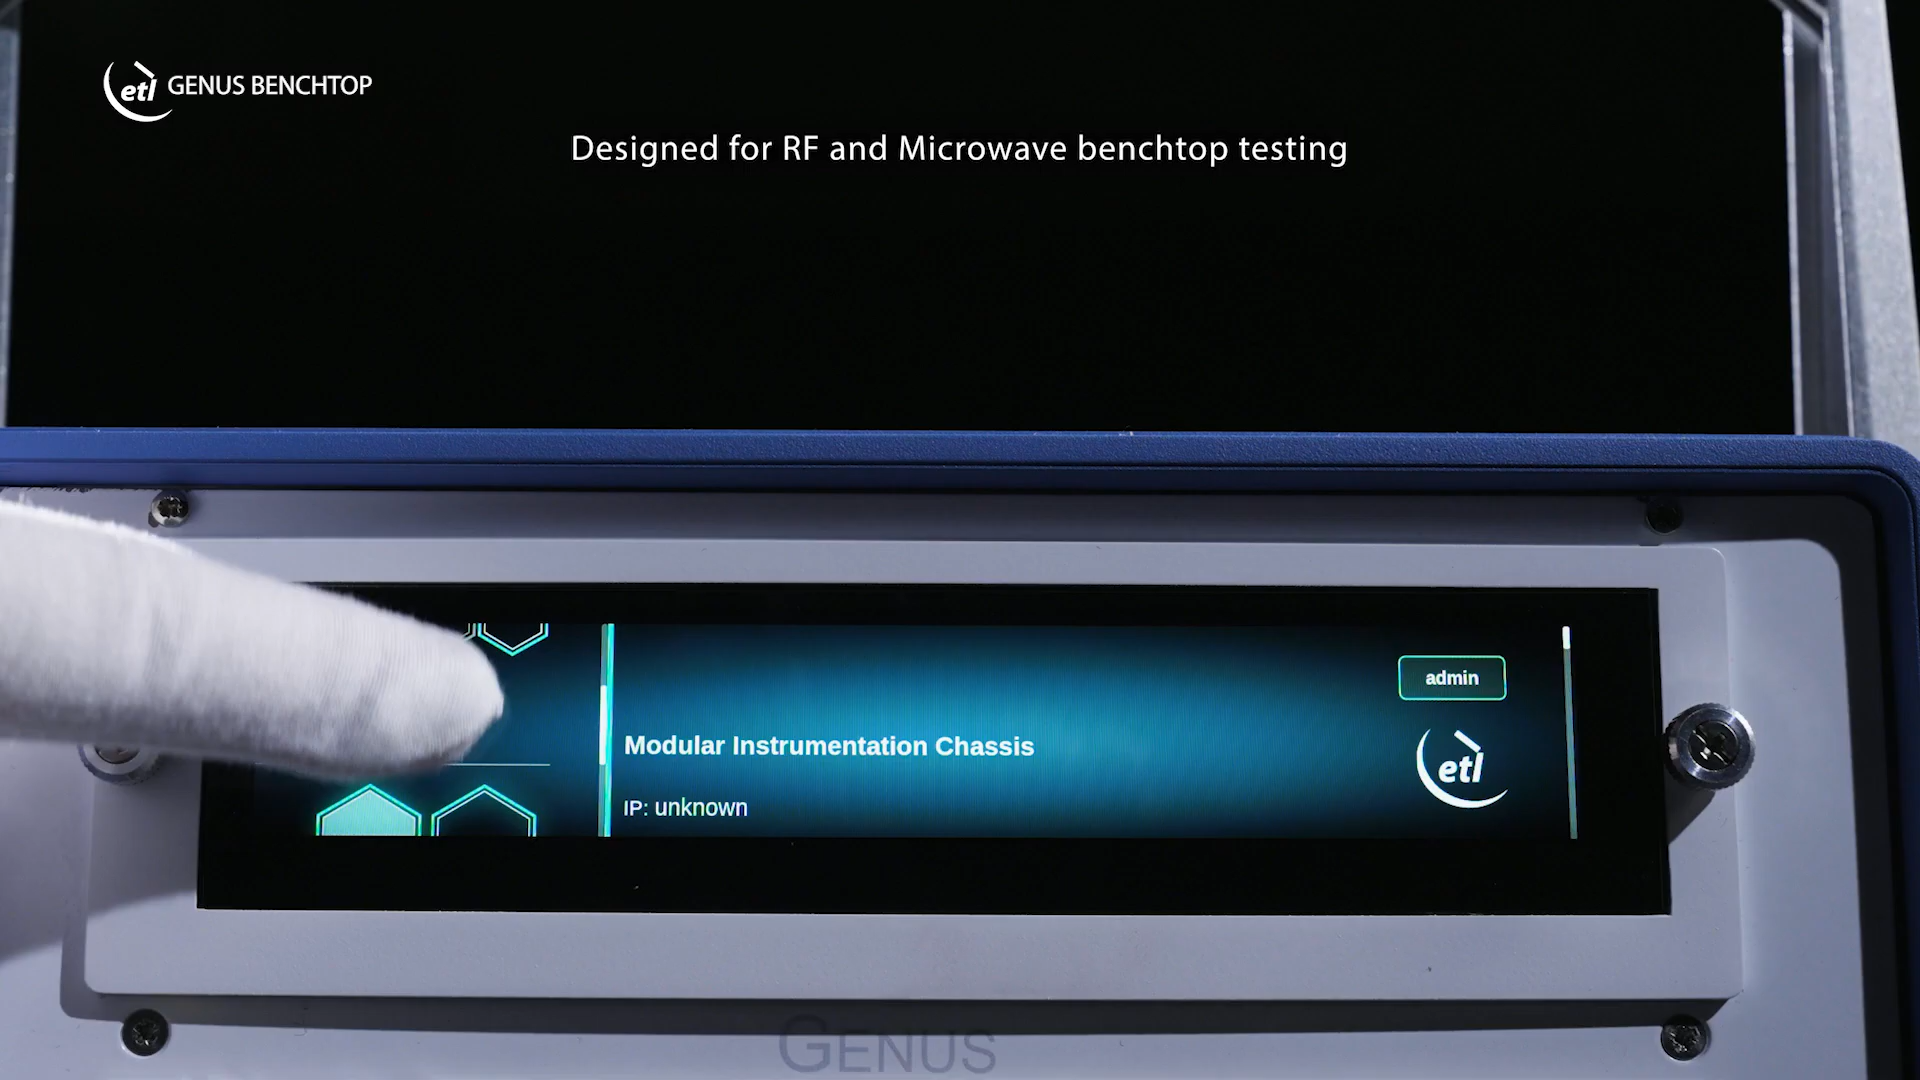 etl GENUS BENCHTOP
Designed for RF and Microwave benchtop testing
admin
Modular Instrumentation Chassis
etl
IP: unknown
GENUS